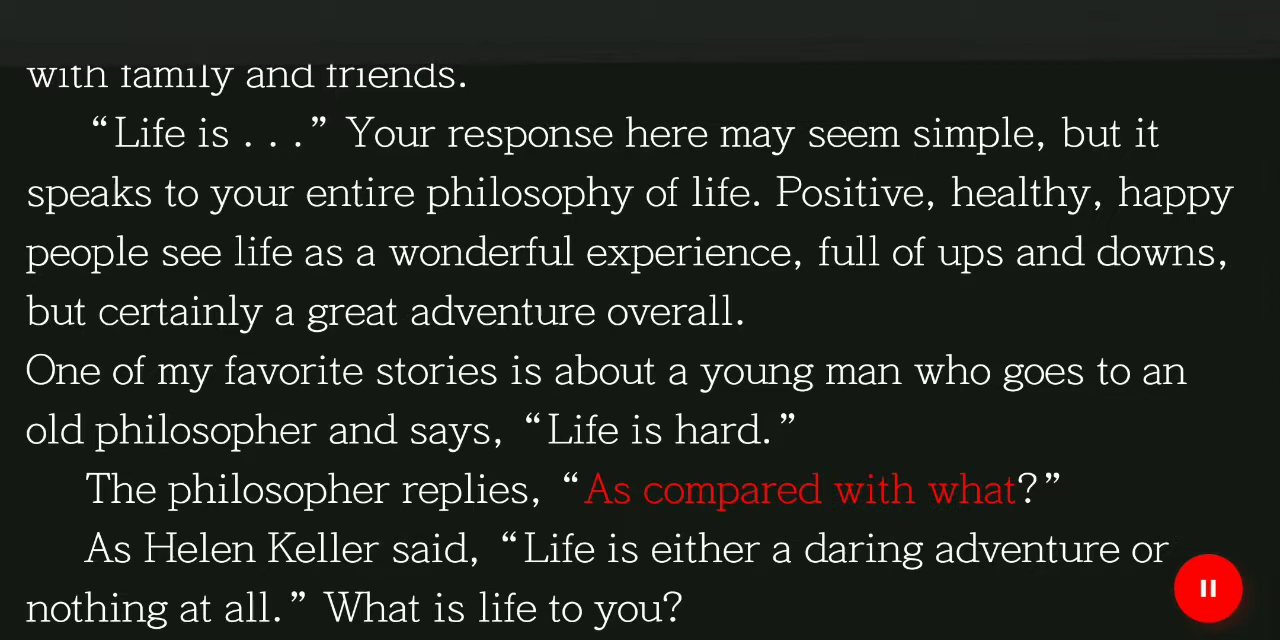 with family and friends.
“Life is . . .” Your response here may seem simple, but it
speaks to your entire philosophy of life. Positive, healthy, happy
people see life as a wonderful experience, full of ups and downs,
but certainly a great adventure overall.
One of my favorite stories is about a young man who goes to an
old philosopher and says, “Life is hard.”
The philosopher replies, “As compared with what?”
As Helen Keller said, “Life is either a daring adventure or
nothing at all.” What is life to you?